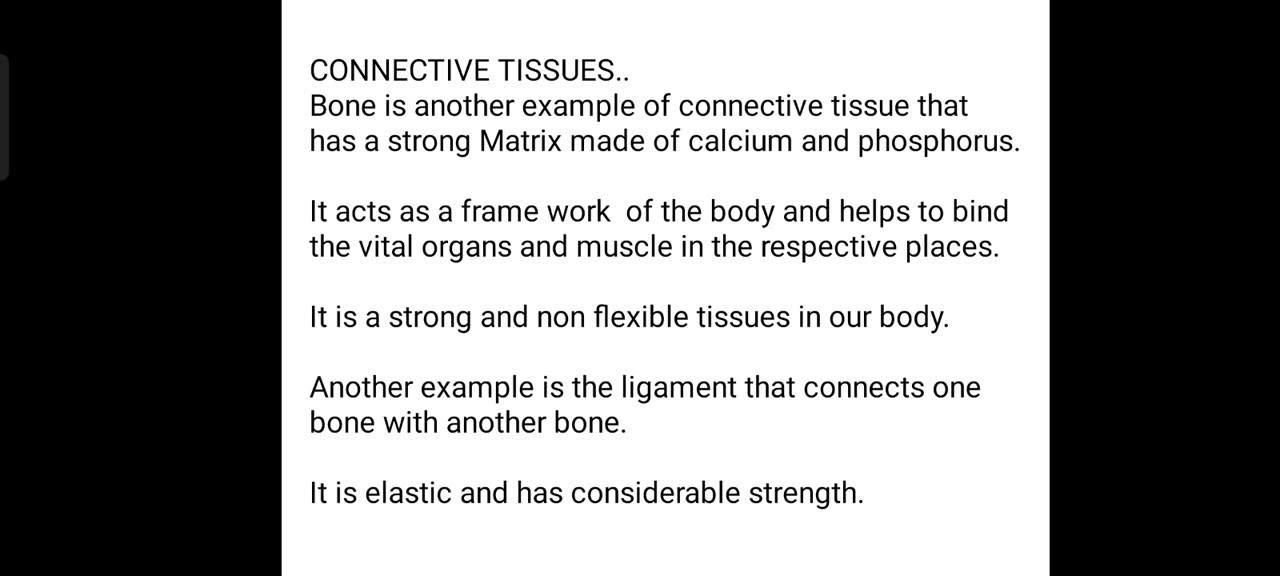 CONNECTIVE TISSUES..
Bone is another example of connective tissue that
has a strong Matrix made of calcium and phosphorus.
It acts as a frame work  of the body and helps to bind
the vital organs and muscle in the respective places.
It is a strong and non flexible tissues in our body.
Another example is the ligament that connects one
bone with another bone.
It is elastic and has considerable strength.